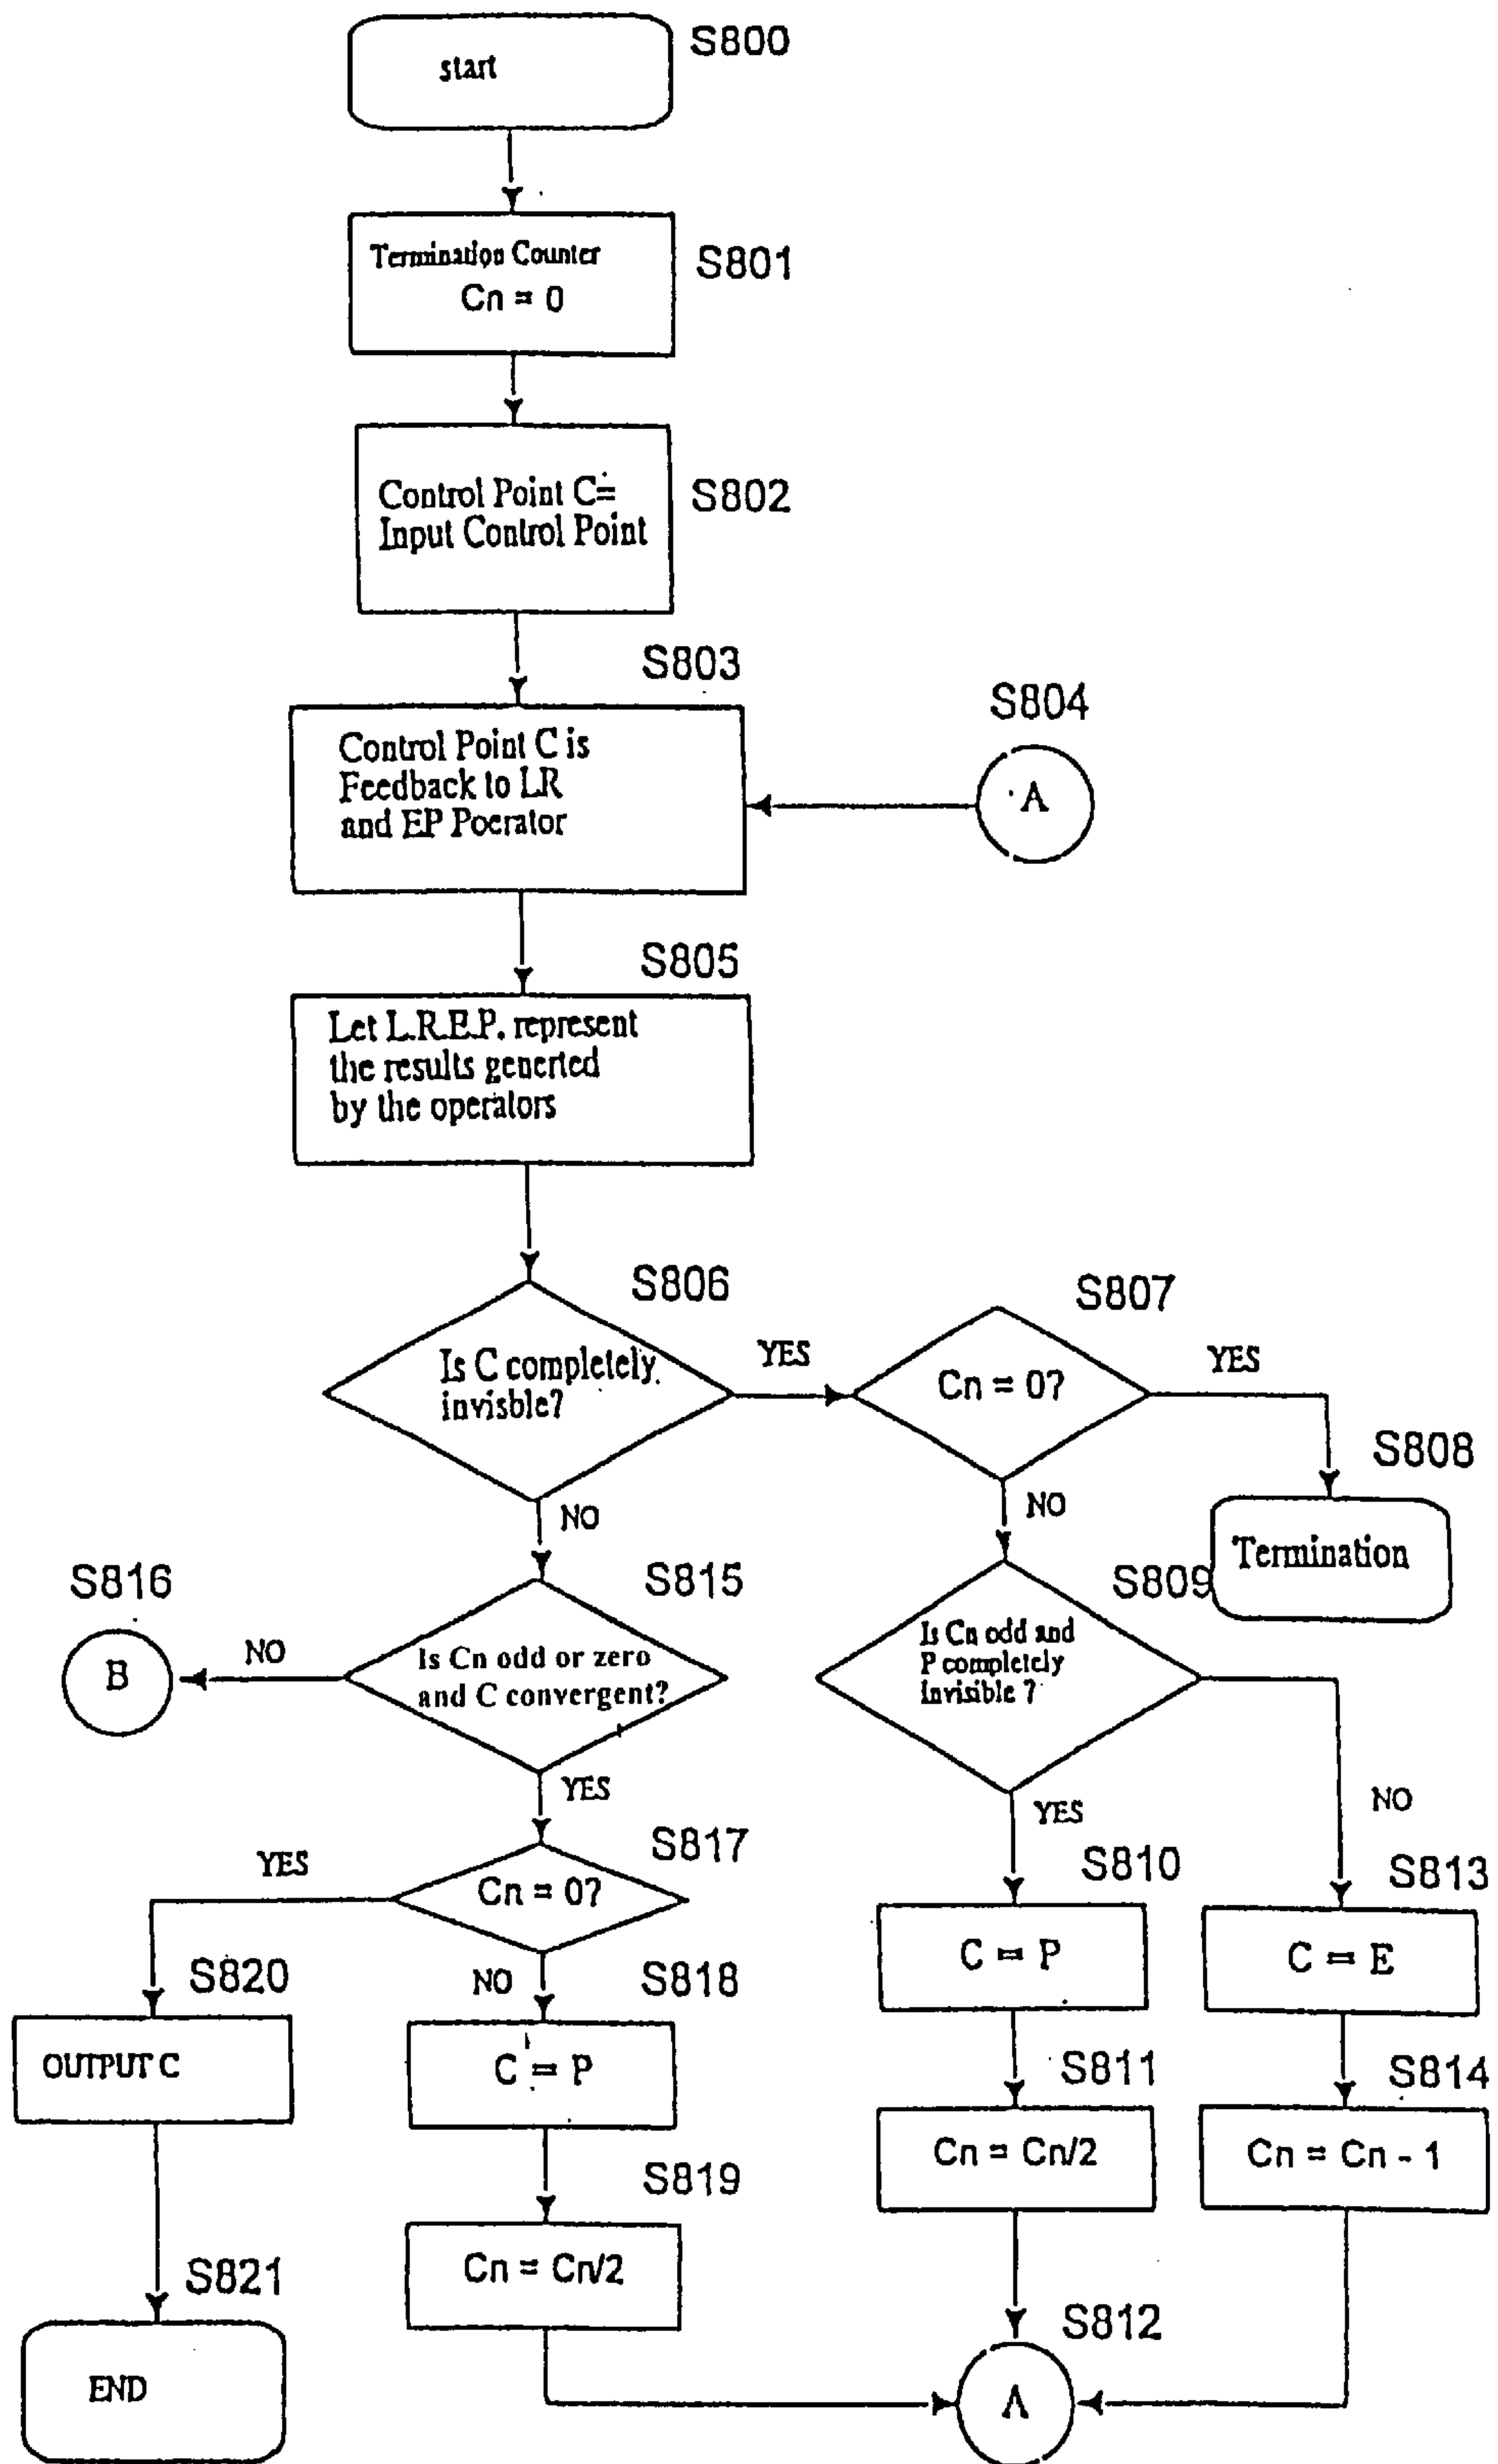 start
S800
Termination Counter
Cn = 0
S801
Control Point C=
Input Control Point
S802
S803
Control Point C is
Feedback to LR
and EP Poerator
S804
A
S805
Let L.R.E.P. represent
the results generted
by the operators
S806
Is C completely
invisble?
YES
S807
Cn = 0?
YES
S808
Termination
NO
NO
S816
B
NO
S815
Is Cn odd or zero
and C convergent?
S809
Is Cn odd and
P completely
Invisible ?
YES
YES
NO
S817
Cn = 0?
YES
S810
C = P
S813
C = E
S820
OUTPUT C
NO
S818
C = P
S811
Cn = Cn/2
S814
Cn = Cn - 1
S819
Cn = Cn/2
S821
END
S812
A